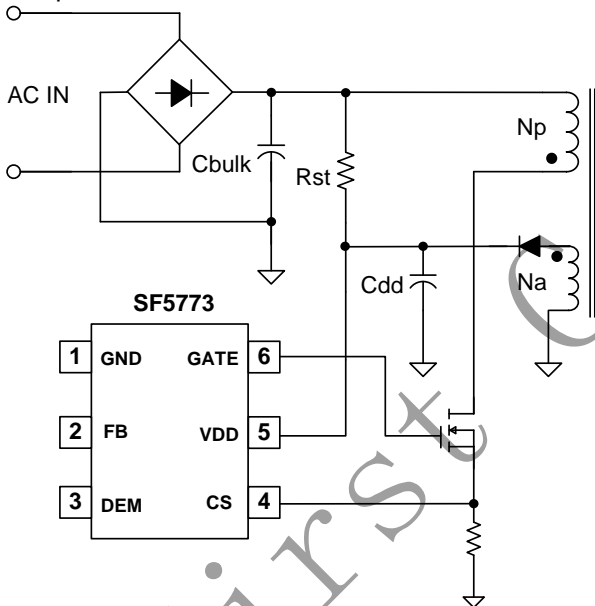 AC IN
Cbulk
Rst
Np
Cdd
Na
SF5773
1 GND GATE 6
2 FB VDD 5
3 DEM CS 4